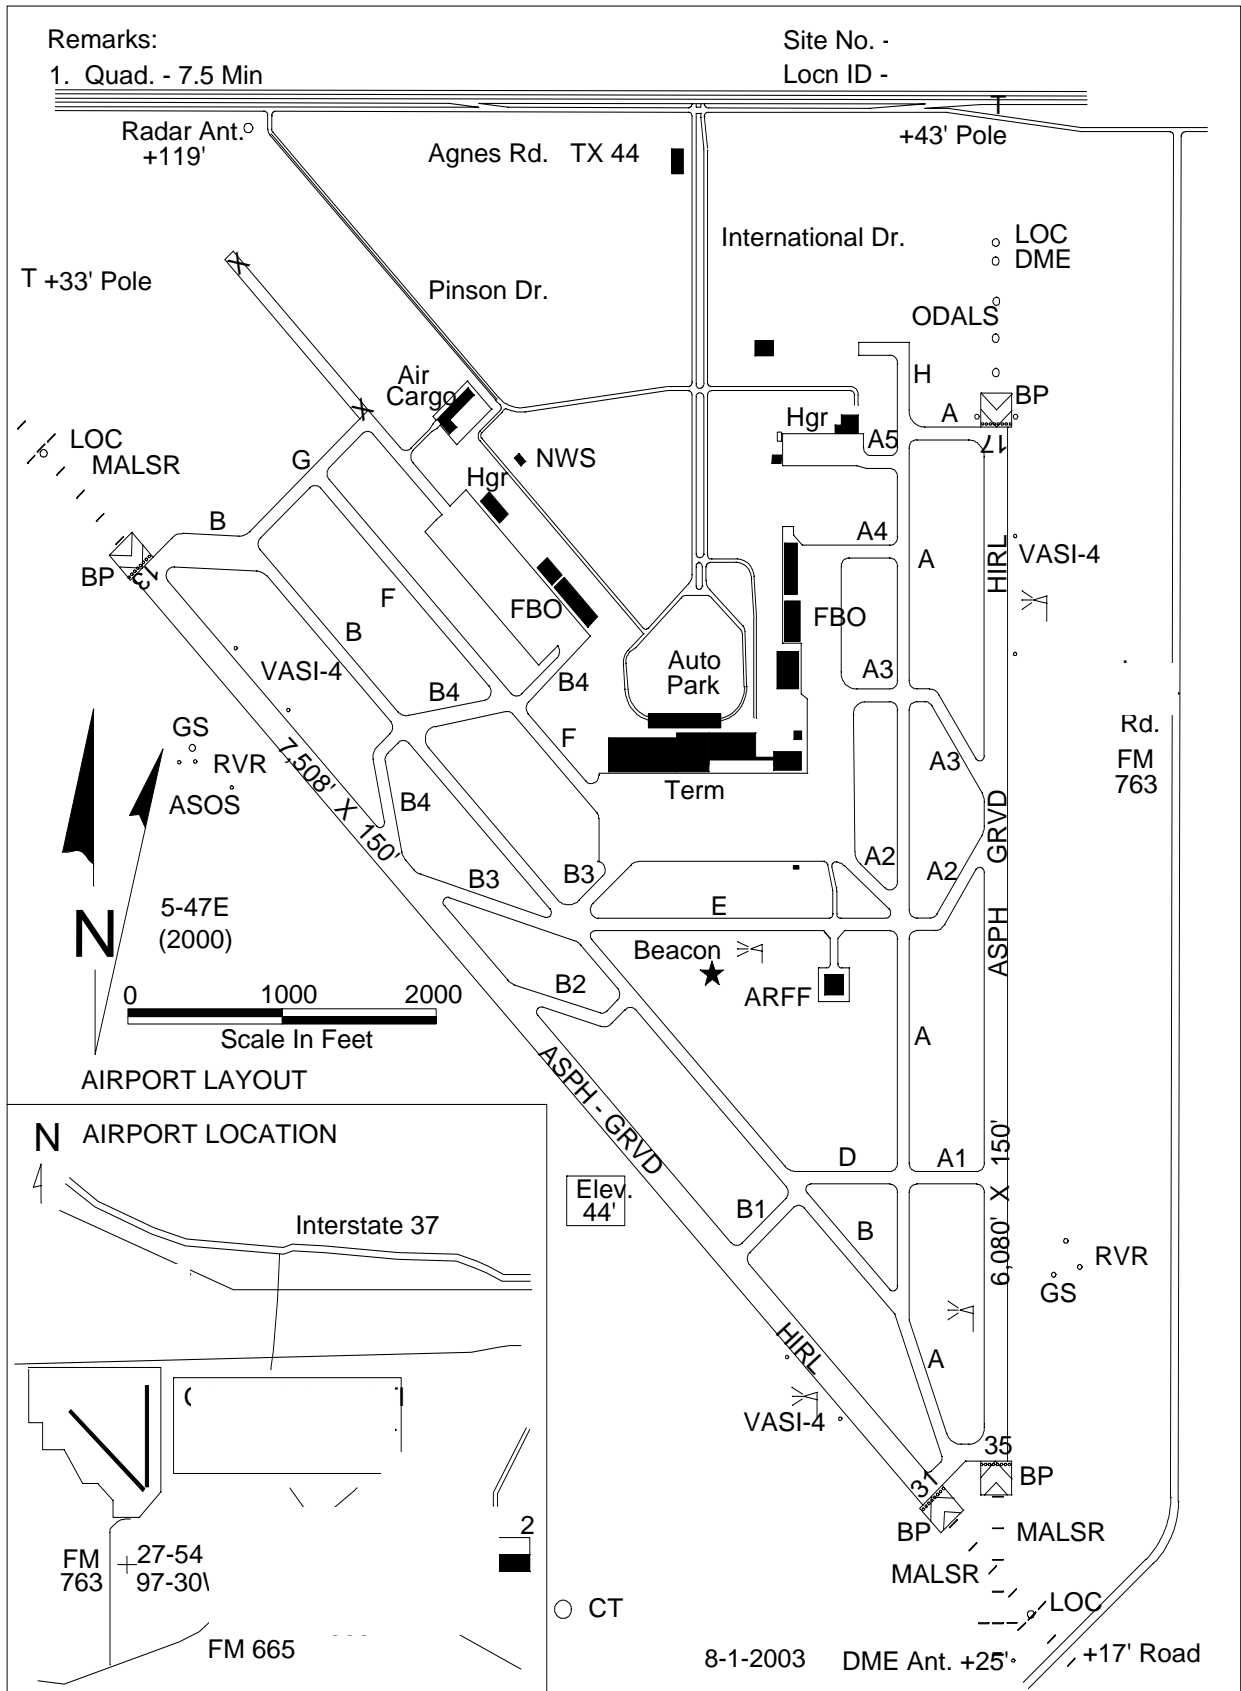 Remarks:
1. Quad. - 7.5 Min
Site No. -
Locn ID -
T
Radar Ant.
+119'
Agnes Rd. TX 44
+43' Pole
International Dr.
LOC
DME
T +33' Pole
Pinson Dr.
ODALS
X
H
BP
Air
Cargo
X
A
Hgr
A5
17
LOC
MALSR
G
NWS
Hgr
B
A4
A
HIRL
VASI-4
BP
13
F
FBO
FBO
B
VASI-4
B4
B4
Auto
Park
A3
GS
RVR
ASOS
7,508' X 150'
F
Term
A3
Rd.
FM
763
B4
GRVD
B3
B3
A2
A2
E
5-47E
(2000)
N
Beacon
ASPH
B2
ARFF
0 1000 2000
Scale In Feet
A
ASPH - GRVD
AIRPORT LAYOUT
N AIRPORT LOCATION
D
A1
6,080' X 150'
Elev.
44'
B1
B
Interstate 37
RVR
GS
HIRL
A
VASI-4
35
31
BP
BP
MALSR
MALSR
2
FM
763
27-54
97-30\
LOC
CT
FM 665
8-1-2003
DME Ant. +25'
+17' Road